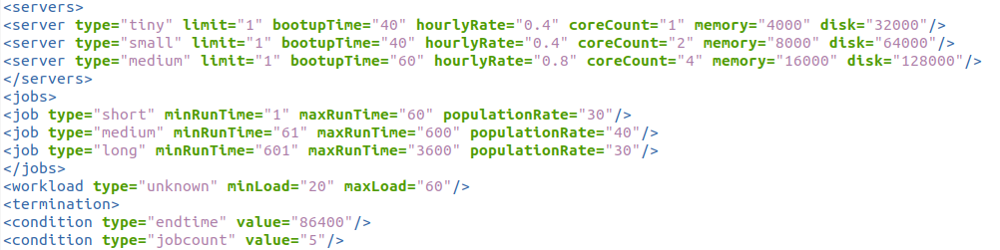 <servers>
<server type="tiny" limit="1" bootupTime="40" hourlyRate="0.4" coreCount="1" memory="4000" disk="32000"/>
<server type="small" limit="1" bootupTime="40" hourlyRate="0.4" coreCount="2" memory="8000" disk="64000"/>
<server type="medium" limit="1" bootupTime="60" hourlyRate="0.8" coreCount="4" memory="16000" disk="128000"/>
</servers>
<jobs>
<job type="short" minRunTime="1" maxRunTime="60" populationRate="30"/>
<job type="medium" minRunTime="61" maxRunTime="600" populationRate="40"/>
<job type="long" minRunTime="601" maxRunTime="3600" populationRate="30"/>
</jobs>
<workload type="unknown" minLoad="20" maxLoad="60"/>
<termination>
<condition type="endtime" value="86400"/>
<condition type="jobcount" value="5"/>